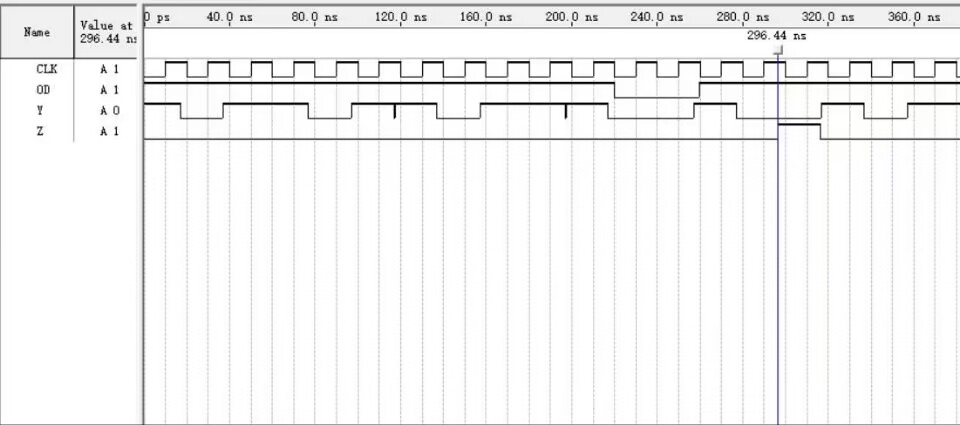 Name
Value at
296.44 ns
0 ps
40.0 ns
80.0 ns
120.0 ns
160.0 ns
200.0 ns
240.0 ns
280.0 ns
320.0 ns
360.0 ns
296.44 ns
CLK A 1
OD A 1
Y A 0
Z A 1